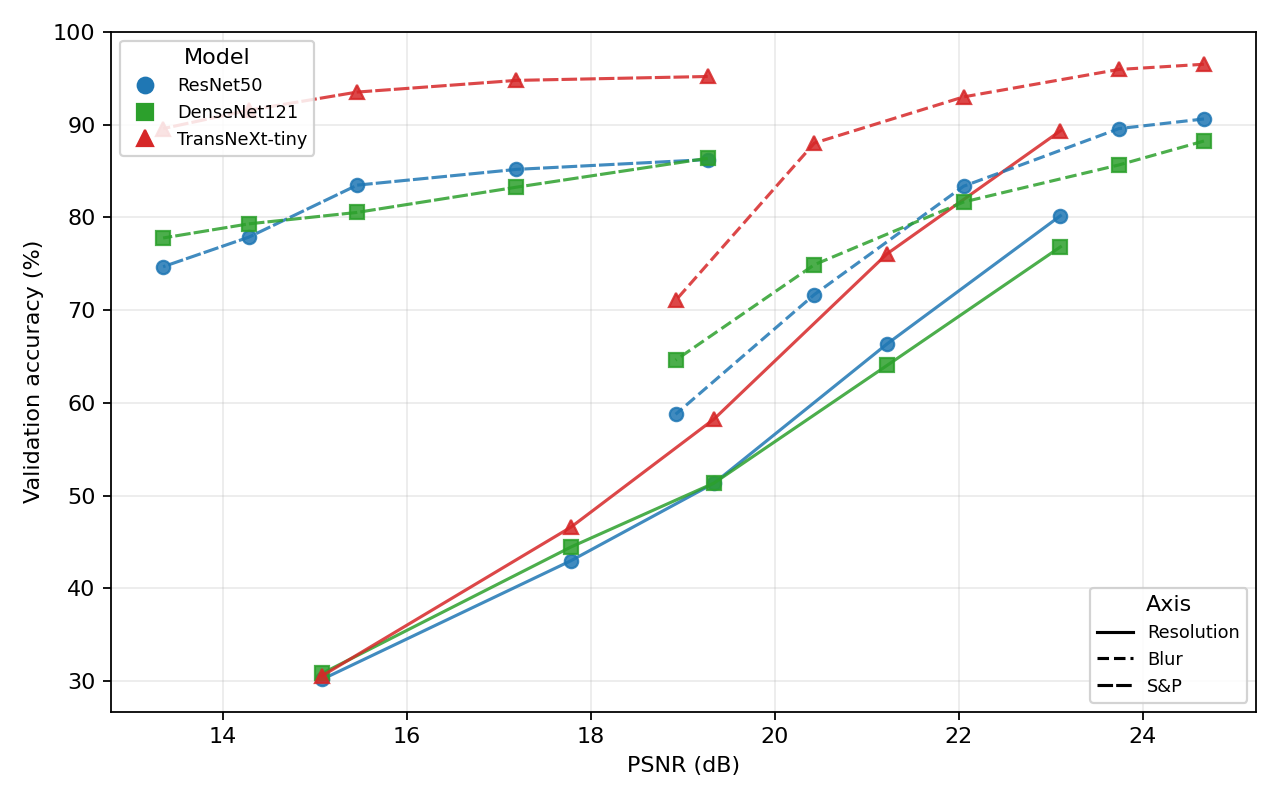 100
90
80
70
60
50
40
30
Validation accuracy (%)
Model
ResNet50
DenseNet121
TransNeXt-tiny
Axis
Resolution
Blur
S&P
14 16 18 20 22 24
PSNR (dB)